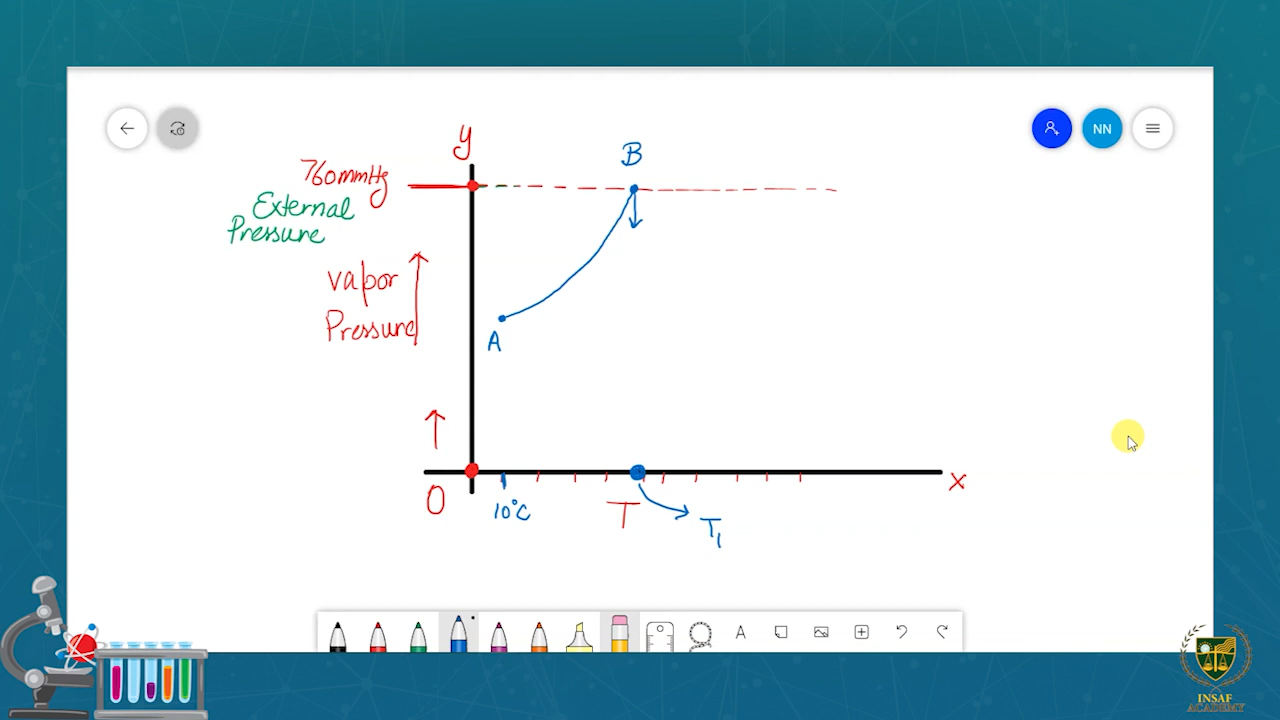 y
B
760mmHg
External
Pressure
vapor
Pressure
A
O
10°C
T
T1
x
NN
A
INSAF
ACADEMY